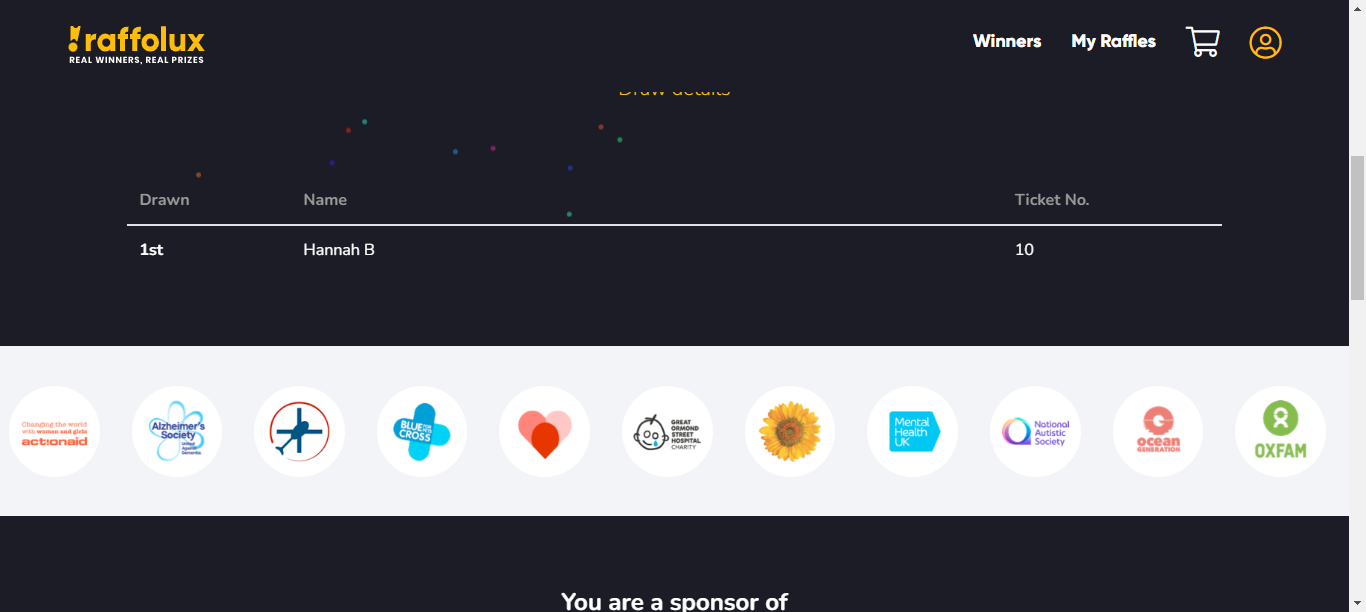 raffolux
REAL WINNERS, REAL PRIZES
Winners
My Raffles
Draw details
Drawn
Name
Ticket No.
1st
Hannah B
10
Changing the world
with women and girls
actionaid
Alzheimer's
Society
United
Against
Dementia
BLUE FOR PETS
CROSS
GREAT
ORMOND
STREET
HOSPITAL
CHARITY
Mental
Health
UK
National
Autistic
Society
ocean
GENERATION
OXFAM
You are a sponsor of